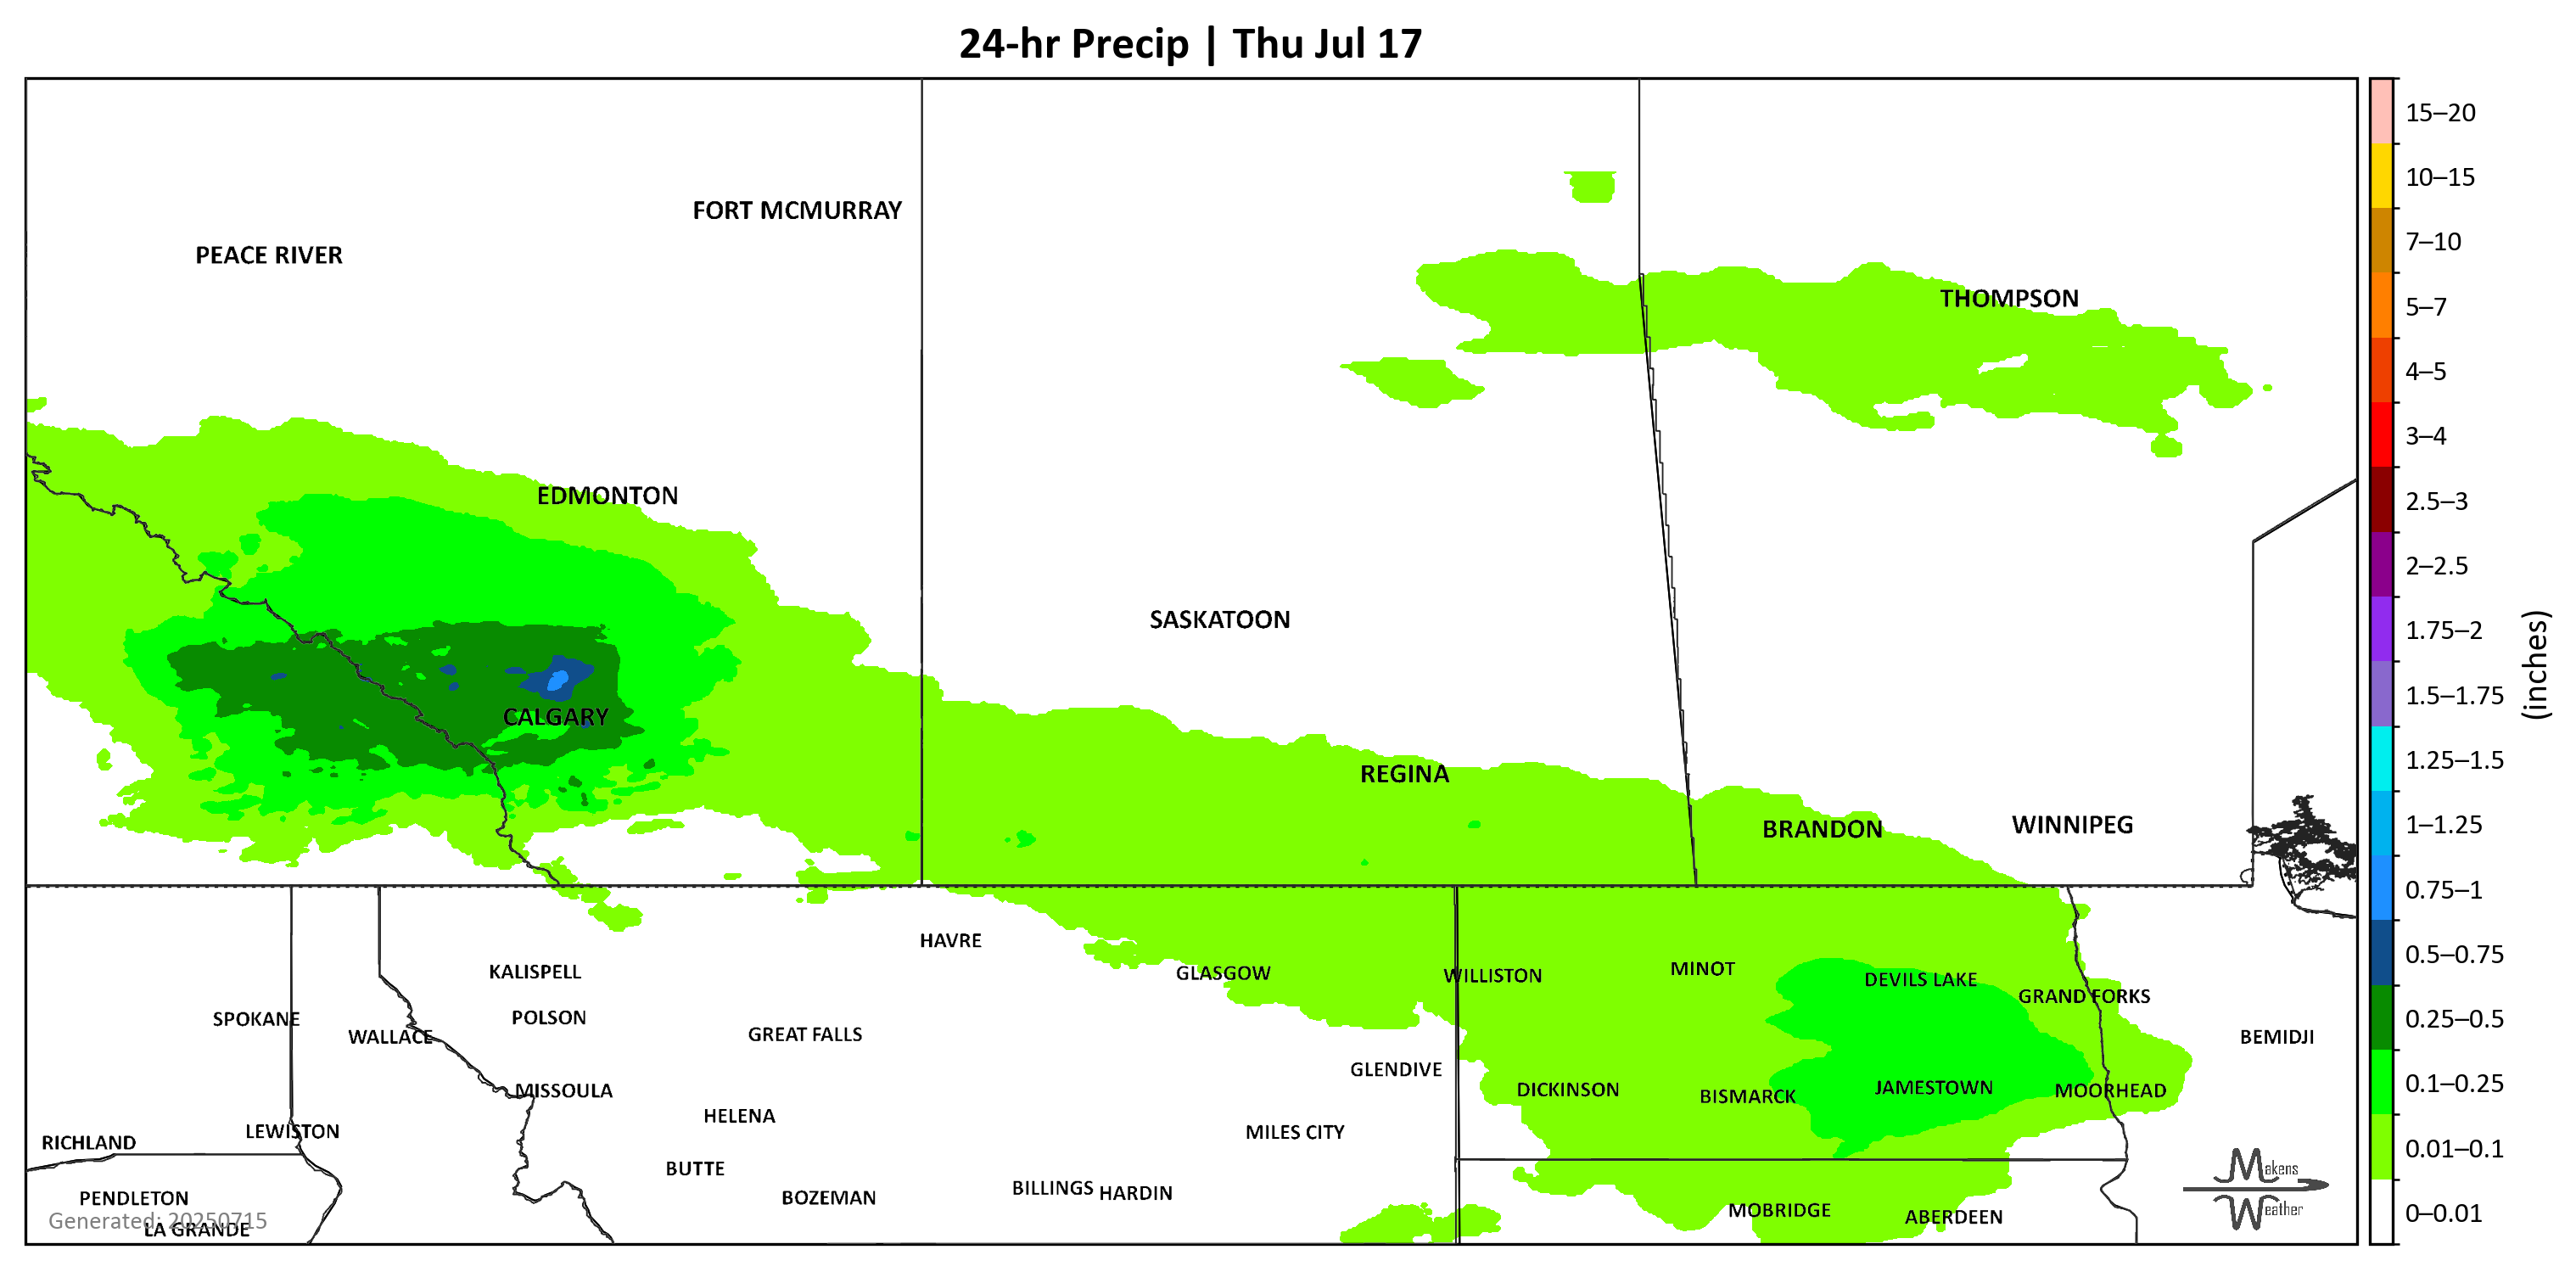 24-hr Precip | Thu Jul 17
FORT MCMURRAY
PEACE RIVER
THOMPSON
EDMONTON
SASKATOON
CALGARY
REGINA
BRANDON
WINNIPEG
HAVRE
KALISPELL
GLASGOW
WILLISTON
MINOT
DEVILS LAKE
GRAND FORKS
SPOKANE
WALLACE
POLSON
GREAT FALLS
BEMIDJI
GLENDIVE
MISSOULA
DICKINSON
BISMARCK
JAMESTOWN
MOORHEAD
HELENA
LEWISTON
RICHLAND
MILES CITY
BUTTE
PENDLETON
BOZEMAN
BILLINGS
HARDIN
MOBRIDGE
ABERDEEN
Generated: 20250715
LA GRANDE
Makens
Weather
15–20
10–15
7–10
5–7
4–5
3–4
2.5–3
2–2.5
1.75–2
1.5–1.75
1.25–1.5
1–1.25
0.75–1
0.5–0.75
0.25–0.5
0.1–0.25
0.01–0.1
0–0.01
(inches)